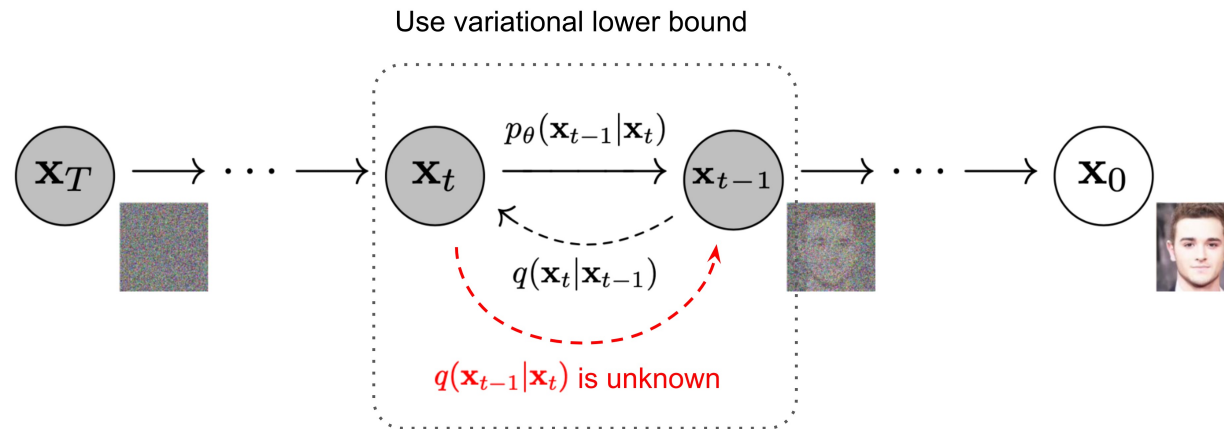 Use variational lower bound
x_T → ⋯ → x_t p_θ(x_{t−1}|x_t) x_{t−1} → ⋯ → x_0
q(x_t|x_{t−1})
q(x_{t−1}|x_t) is unknown